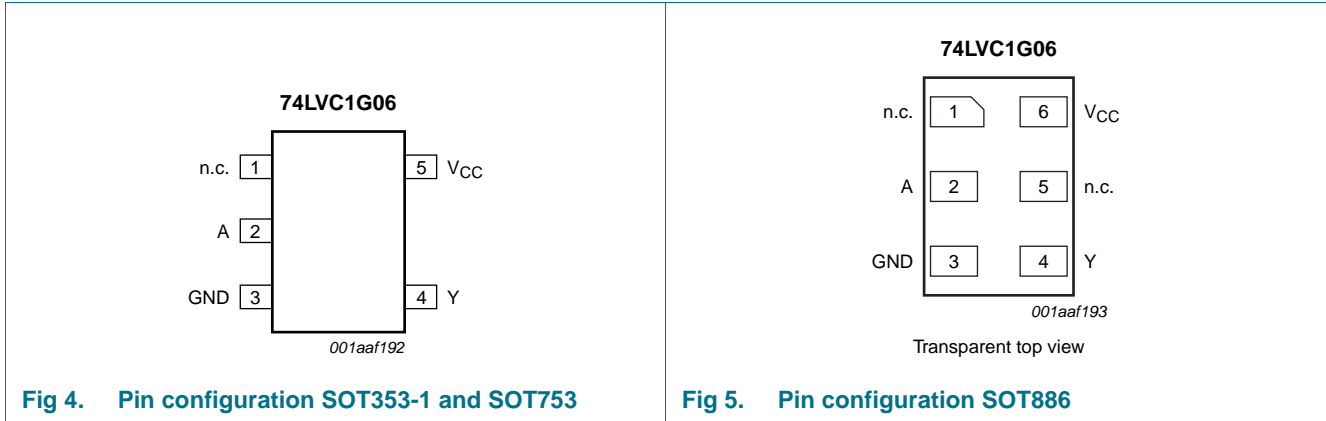 74LVC1G06
n.c. 1
5 VCC
A 2
GND 3
4 Y
001aaf192
Fig 4. Pin configuration SOT353-1 and SOT753
74LVC1G06
n.c. 1
6 VCC
A 2
5 n.c.
GND 3
4 Y
001aaf193
Transparent top view
Fig 5. Pin configuration SOT886